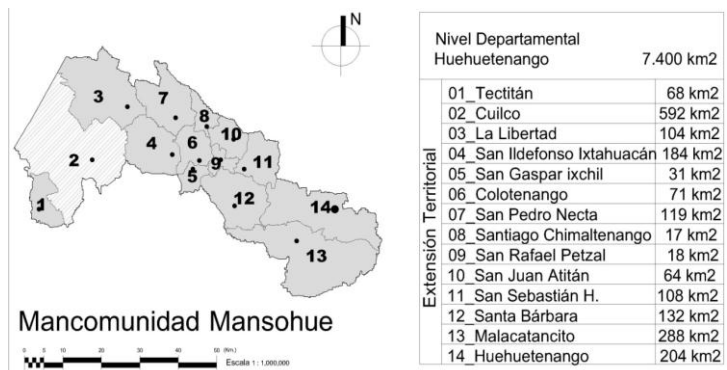 N
3
7
8
10
4
6
2
9
11
5
1
12
14
13
Mancomunidad Mansohue
0 5 10 20 30 40 50 (Km.)
Escala 1 : 1,000,000
Nivel Departamental
Huehuetenango 7.400 km2
Extensión Territorial
01_Tectitán 68 km2
02_Cuilco 592 km2
03_La Libertad 104 km2
04_San Ildefonso Ixtahuacán 184 km2
05_San Gaspar ixchil 31 km2
06_Colotenango 71 km2
07_San Pedro Necta 119 km2
08_Santiago Chimaltenango 17 km2
09_San Rafael Petzal 18 km2
10_San Juan Atitán 64 km2
11_San Sebastián H. 108 km2
12_Santa Bárbara 132 km2
13_Malacatancito 288 km2
14_Huehuetenango 204 km2